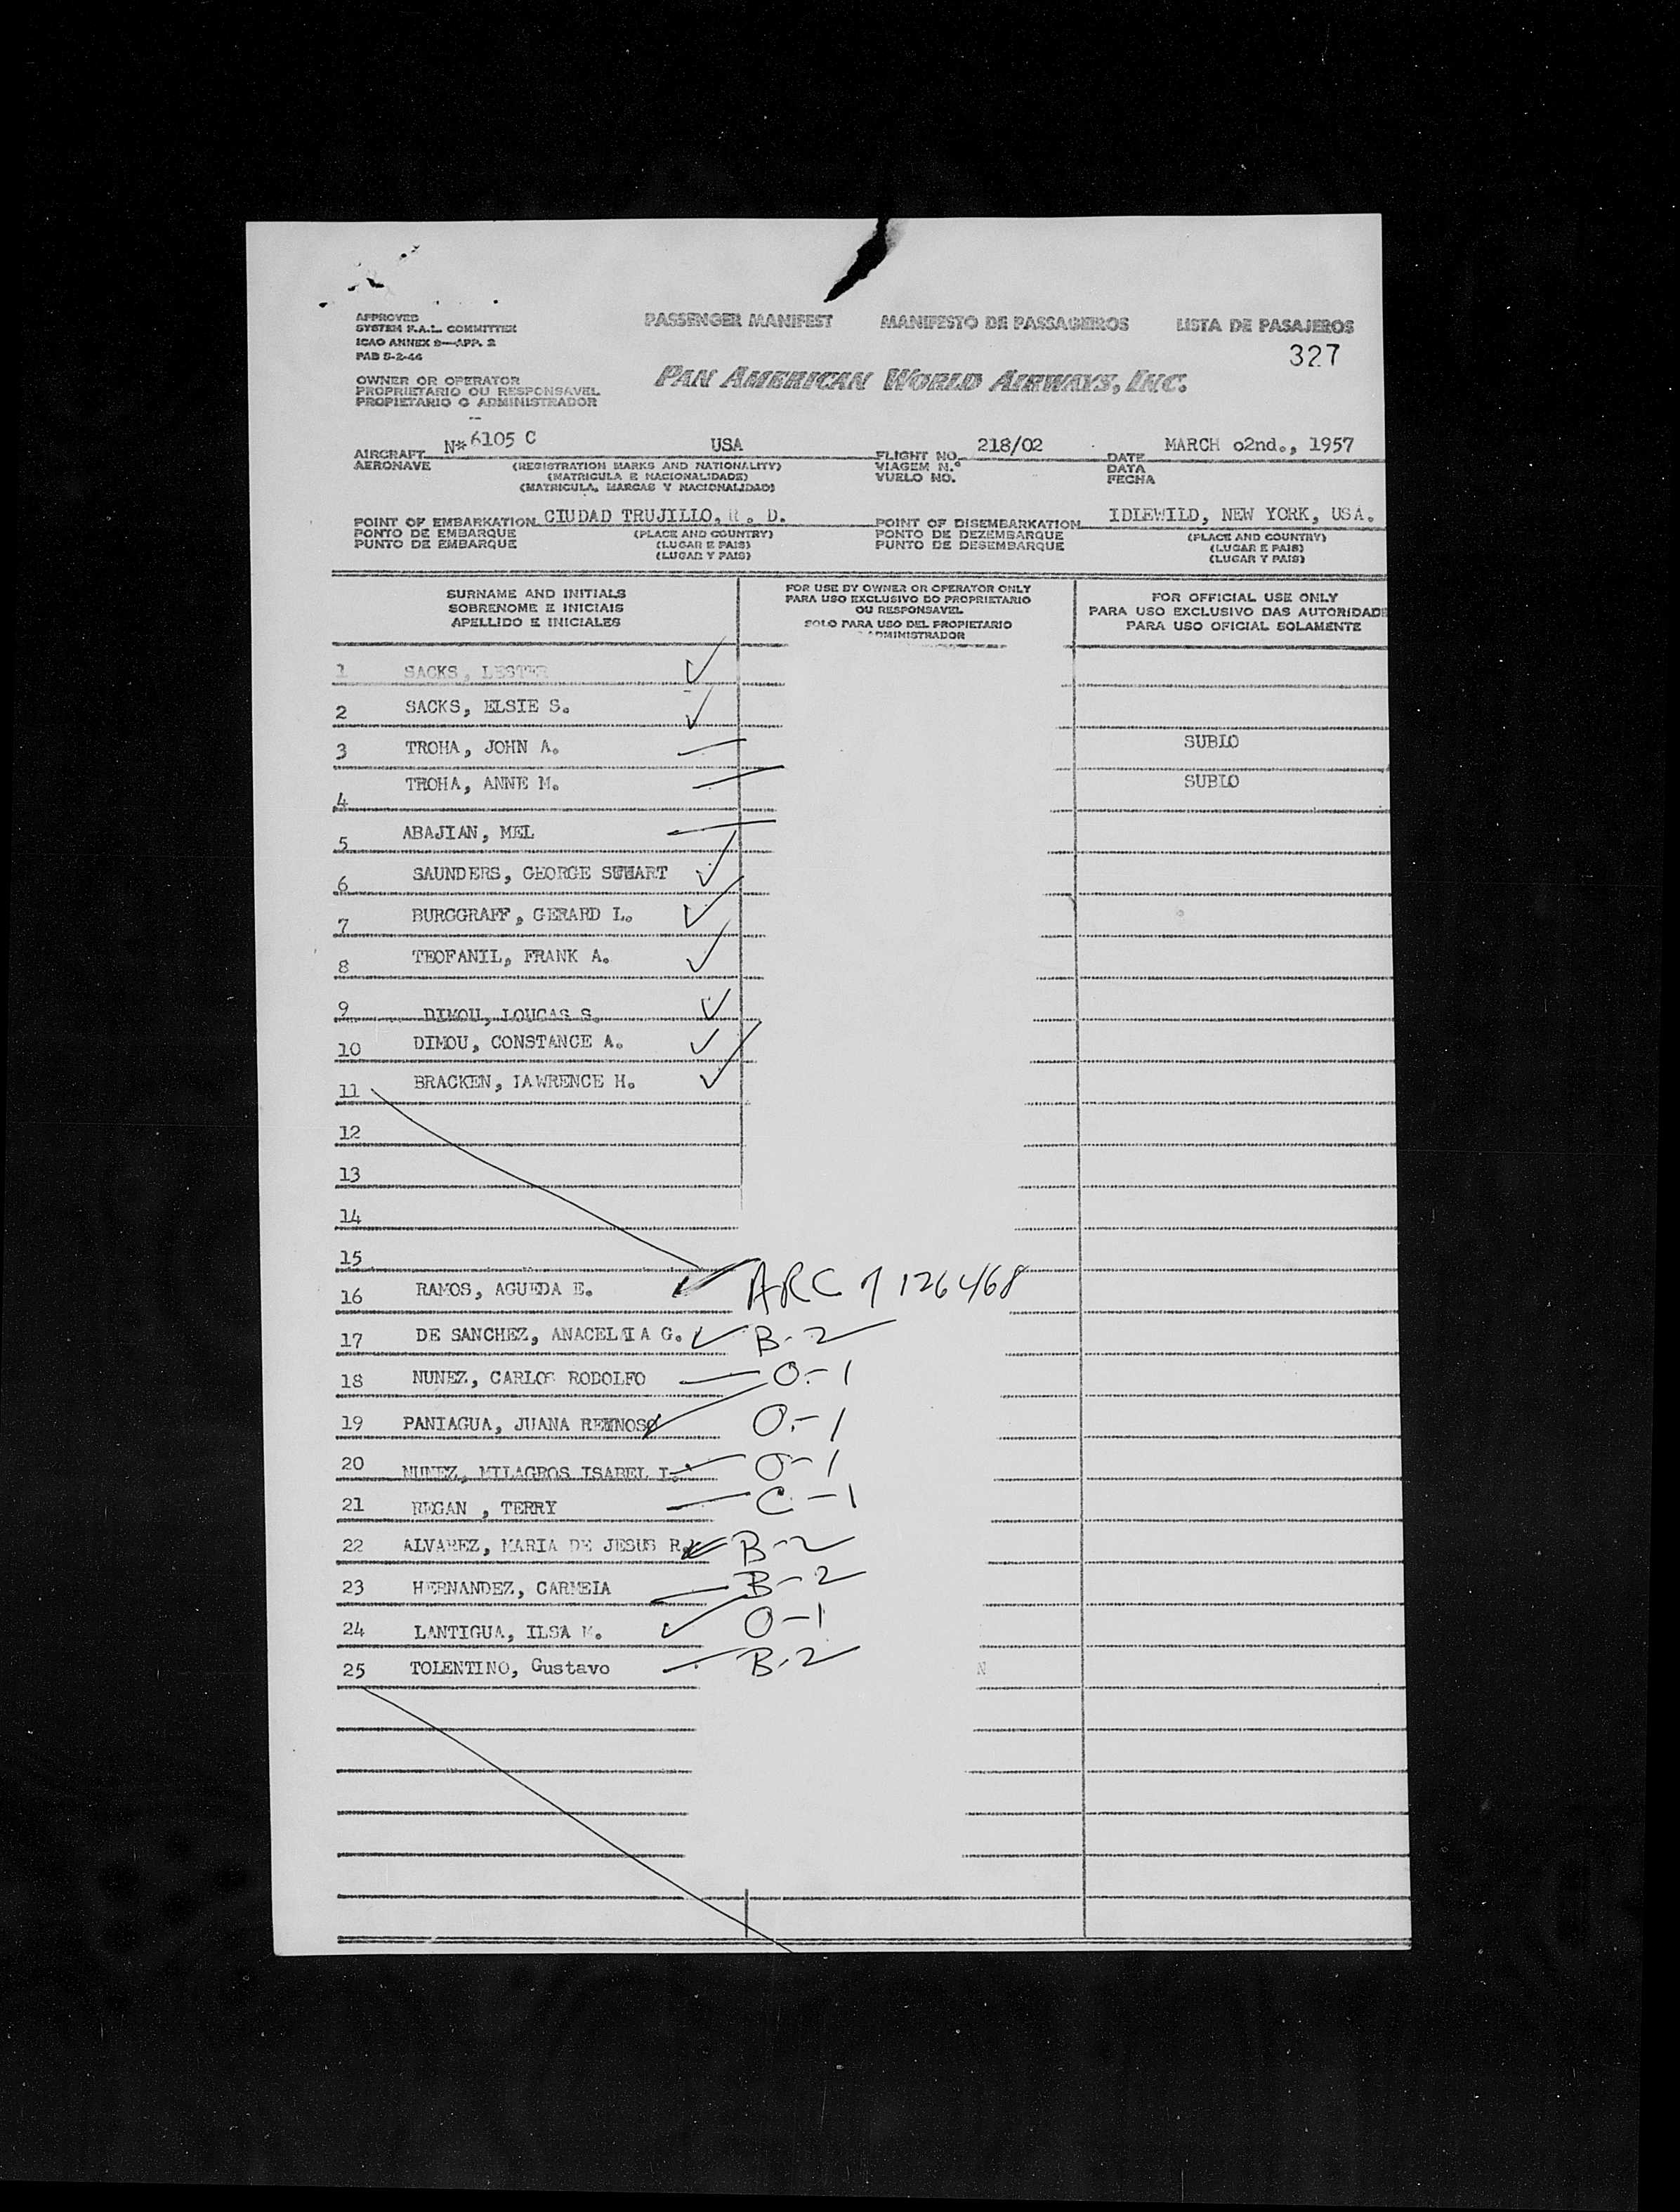 APPROVED
SYSTEM F.A.L. COMMITTEE
ICAO ANNEX 9—APP. 2
PAB 5-2-46
PASSENGER MANIFEST MANIFESTO DE PASSAGEIROS LISTA DE PASAJEROS
327
OWNER OR OPERATOR
PROPRIETARIO OU RESPONSAVEL
PROPIETARIO O ADMINISTRADOR
PAN AMERICAN WORLD AIRWAYS, INC.
--
AIRCRAFT N* 6105 C USA FLIGHT NO. 218/02 DATE MARCH o2nd., 1957
AERONAVE (REGISTRATION MARKS AND NATIONALITY) VIAGEM N.º DATA
(MATRICULA E NACIONALIDADE) VUELO NO. FECHA
(MATRICULA, MARCAS Y NACIONALIDAD)
POINT OF EMBARKATION CIUDAD TRUJILLO, R. D. POINT OF DISEMBARKATION IDLEWILD, NEW YORK, USA.
PONTO DE EMBARQUE (PLACE AND COUNTRY) PONTO DE DEZEMBARQUE (PLACE AND COUNTRY)
PUNTO DE EMBARQUE (LUGAR E PAIS) PUNTO DE DESEMBARQUE (LUGAR E PAIS)
(LUGAR Y PAIS) (LUGAR Y PAIS)
SURNAME AND INITIALS
SOBRENOME E INICIAIS
APELLIDO E INICIALES
FOR USE BY OWNER OR OPERATOR ONLY
PARA USO EXCLUSIVO DO PROPRIETARIO
OU RESPONSAVEL
SOLO PARA USO DEL PROPIETARIO
ADMINISTRADOR
FOR OFFICIAL USE ONLY
PARA USO EXCLUSIVO DAS AUTORIDADE
PARA USO OFICIAL SOLAMENTE
1 SACKS, LESTER
2 SACKS, ELSIE S.
3 TROHA, JOHN A. SUBLO
4 TROHA, ANNE M. SUBLO
5 ABAJIAN, MEL
6 SAUNDERS, GEORGE
7 BURGGRAFF, GERARD L.
8 TEOFANIL, FRANK A.
9 DIMOU, LOUCAS S.
10 DIMOU, CONSTANCE A.
11 BRACKEN, LAWRENCE H.
12
13
14
15
16 RAMOS, AGUEDA E. ARC 7126468
17 DE SANCHEZ, G. B-2
18 NUNEZ, CARLOS RODOLFO O-1
19 PANIAGUA, JUANA O-1
20 NUNEZ, MILAGROS ISABEL I. O-1
21 REGAN , TERRY C-1
22 ALVAREZ, MARIA DE JESUS R. B-2
23 HERNANDEZ, CARMELA B-2
24 LANTIGUA, ILSA M. O-1
25 TOLENTINO, Gustavo B-2
N